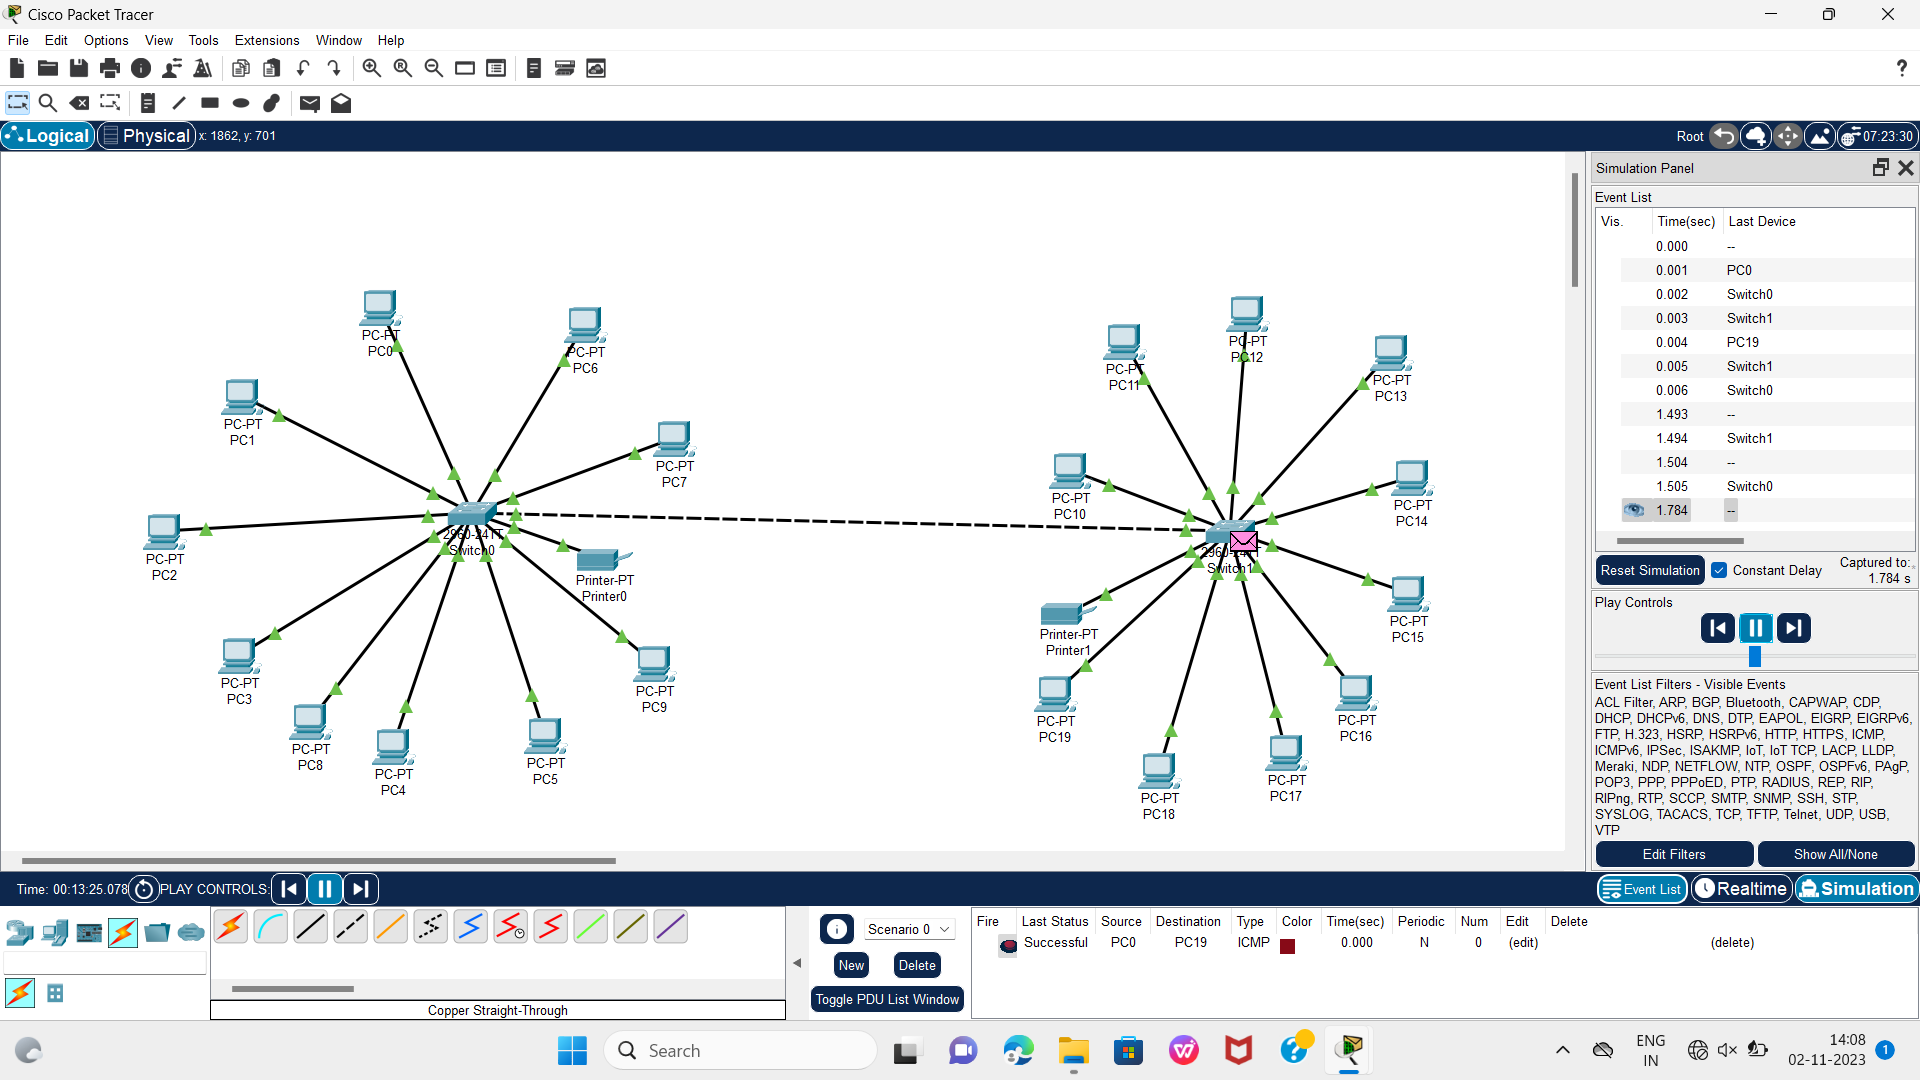 Cisco Packet Tracer
File Edit Options View Tools Extensions Window Help
Logical Physical x: 1862, y: 701
Root 07:23:30
PC-PT
PC0
PC-PT
PC6
PC-PT
PC1
PC-PT
PC7
PC-PT
PC2
2960-24TT
Switch0
Printer-PT
Printer0
PC-PT
PC3
PC-PT
PC8
PC-PT
PC4
PC-PT
PC5
PC-PT
PC9
PC-PT
PC11
PC-PT
PC12
PC-PT
PC13
PC-PT
PC10
PC-PT
PC14
2960-24TT
Switch1
Printer-PT
Printer1
PC-PT
PC15
PC-PT
PC19
PC-PT
PC16
PC-PT
PC18
PC-PT
PC17
Simulation Panel
Event List
Vis. Time(sec) Last Device
0.000 --
0.001 PC0
0.002 Switch0
0.003 Switch1
0.004 PC19
0.005 Switch1
0.006 Switch0
1.493 --
1.494 Switch1
1.504 --
1.505 Switch0
1.784 --
Reset Simulation Constant Delay Captured to:
1.784 s
Play Controls
Event List Filters - Visible Events
ACL Filter, ARP, BGP, Bluetooth, CAPWAP, CDP,
DHCP, DHCPv6, DNS, DTP, EAPOL, EIGRP, EIGRPv6,
FTP, H.323, HSRP, HSRPv6, HTTP, HTTPS, ICMP,
ICMPv6, IPSec, ISAKMP, IoT, IoT TCP, LACP, LLDP,
Meraki, NDP, NETFLOW, NTP, OSPF, OSPFv6, PAgP,
POP3, PPP, PPPoED, PTP, RADIUS, REP, RIP,
RIPng, RTP, SCCP, SMTP, SNMP, SSH, STP,
SYSLOG, TACACS, TCP, TFTP, Telnet, UDP, USB,
VTP
Edit Filters Show All/None
Time: 00:13:25.078 PLAY CONTROLS:
Event List Realtime Simulation
Copper Straight-Through
Scenario 0
New Delete
Toggle PDU List Window
Fire Last Status Source Destination Type Color Time(sec) Periodic Num Edit Delete
Successful PC0 PC19 ICMP 0.000 N 0 (edit) (delete)
Search
ENG
IN
14:08
02-11-2023
1